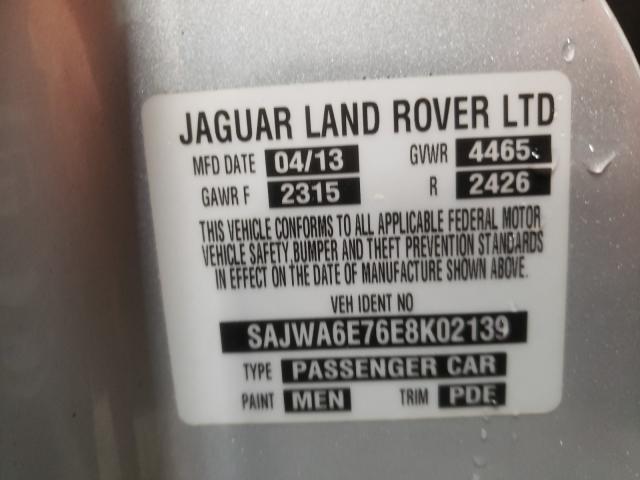 JAGUAR LAND ROVER LTD
MFD DATE 04/13 GVWR 4465
GAWR F 2315 R 2426
THIS VEHICLE CONFORMS TO ALL APPLICABLE FEDERAL MOTOR
VEHICLE SAFETY, BUMPER AND THEFT PREVENTION STANDARDS
IN EFFECT ON THE DATE OF MANUFACTURE SHOWN ABOVE.
VEH IDENT NO
SAJWA6E76E8K02139
TYPE PASSENGER CAR
PAINT MEN TRIM PDE